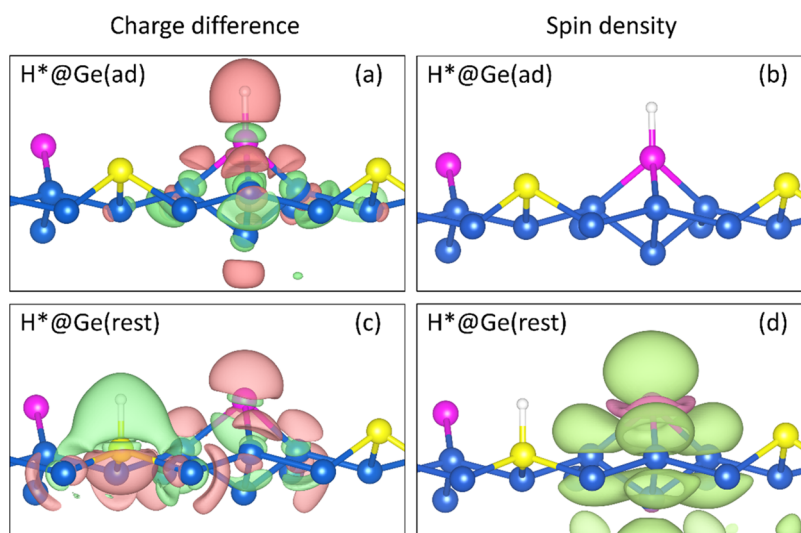 Charge difference
Spin density
H*@Ge(ad) (a)
H*@Ge(ad) (b)
H*@Ge(rest) (c)
H*@Ge(rest) (d)